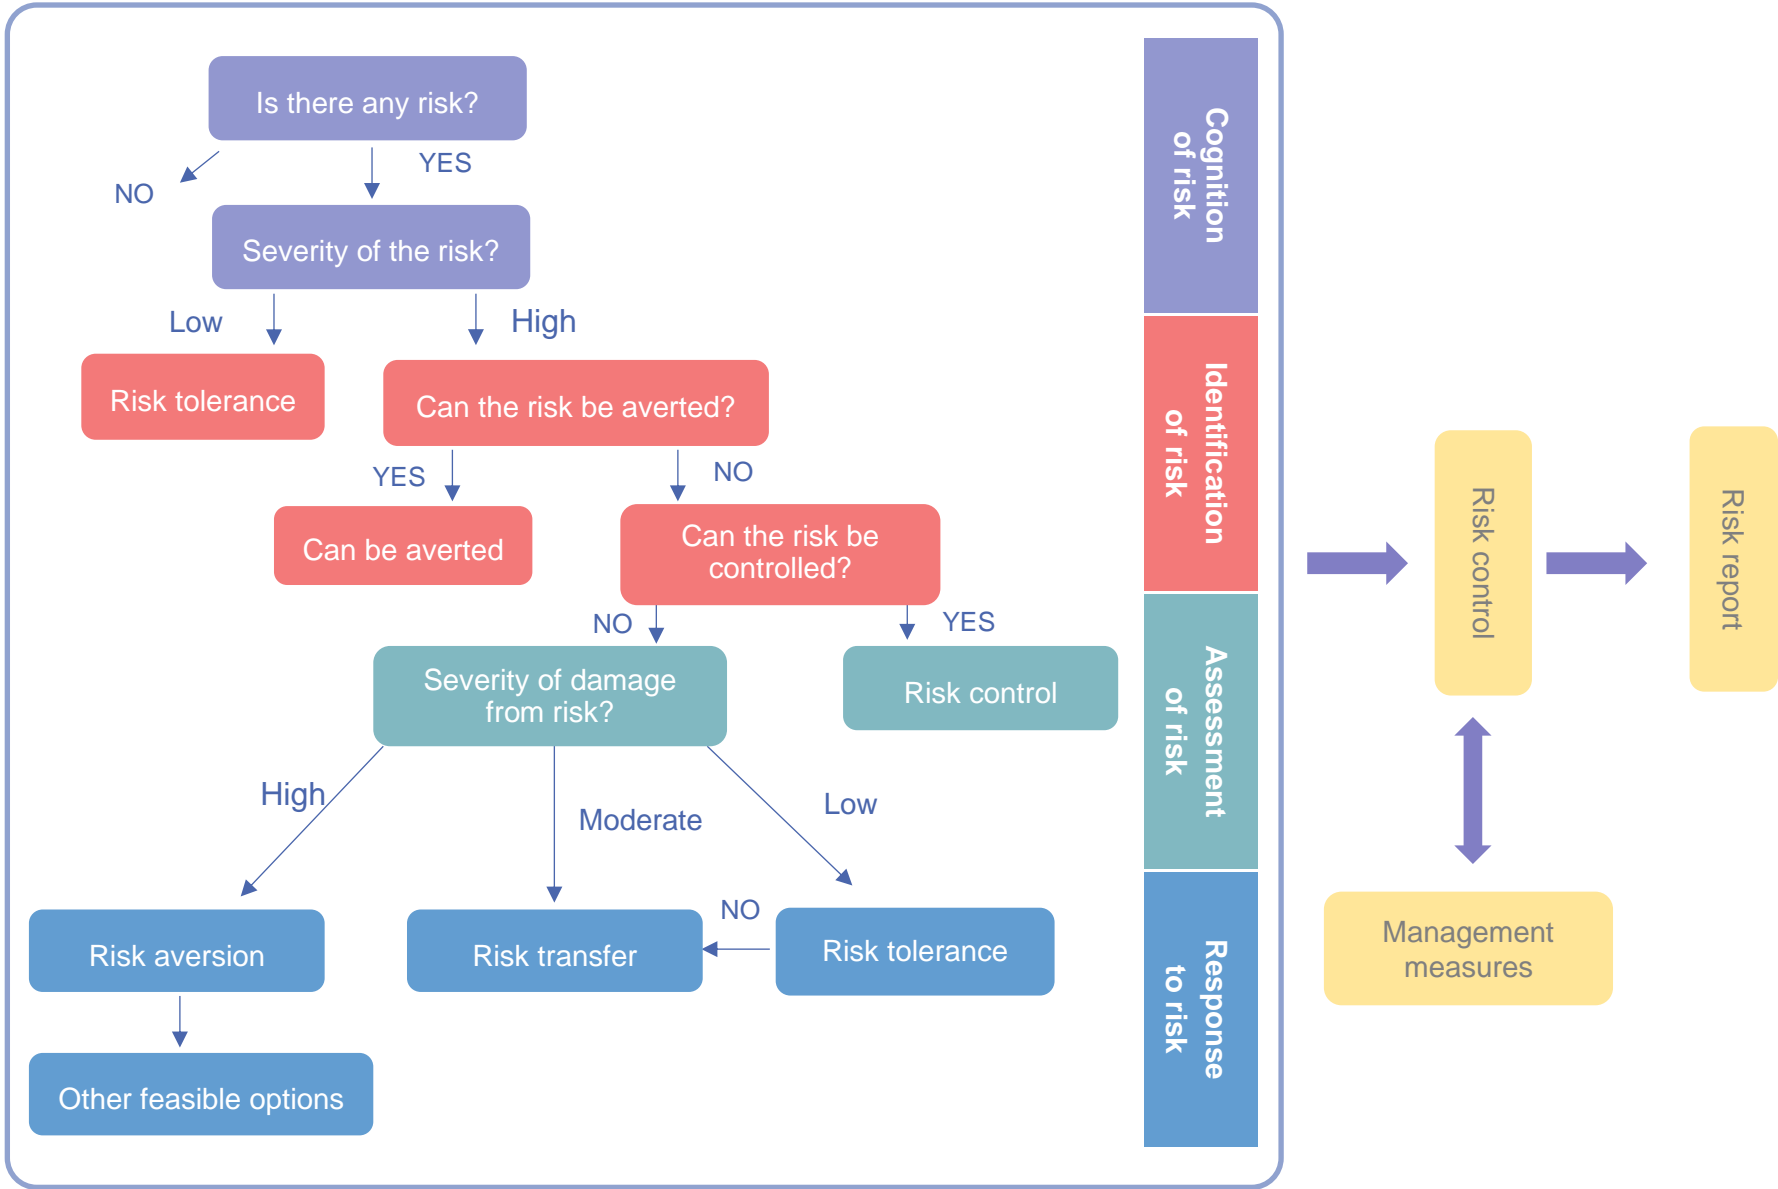 Is there any risk?
NO
YES
Severity of the risk?
Low
High
Risk tolerance
Can the risk be averted?
YES
NO
Can be averted
Can the risk be
controlled?
NO
YES
Severity of damage
from risk?
Risk control
High
Moderate
Low
Risk aversion
Risk transfer
NO
Risk tolerance
Other feasible options
Cognition
of risk
Identification
of risk
Assessment
of risk
Response
to risk
Risk control
Risk report
Management
measures